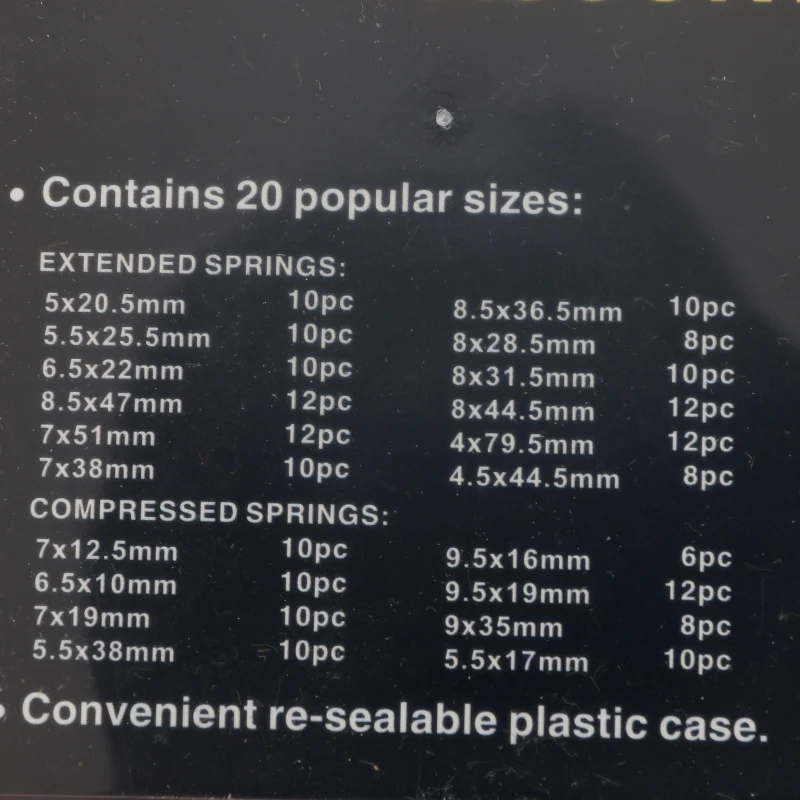 • Contains 20 popular sizes:
EXTENDED SPRINGS:
5x20.5mm 10pc 8.5x36.5mm 10pc
5.5x25.5mm 10pc 8x28.5mm 8pc
6.5x22mm 10pc 8x31.5mm 10pc
8.5x47mm 12pc 8x44.5mm 12pc
7x51mm 12pc 4x79.5mm 12pc
7x38mm 10pc 4.5x44.5mm 8pc
COMPRESSED SPRINGS:
7x12.5mm 10pc 9.5x16mm 6pc
6.5x10mm 10pc 9.5x19mm 12pc
7x19mm 10pc 9x35mm 8pc
5.5x38mm 10pc 5.5x17mm 10pc
• Convenient re-sealable plastic case.